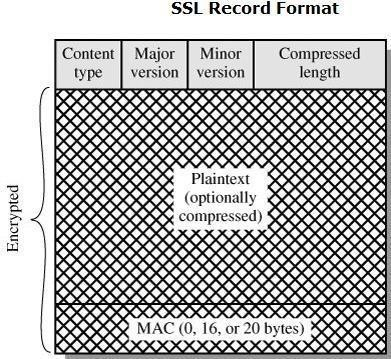 SSL Record Format
Content type
Major version
Minor version
Compressed length
Plaintext
(optionally
compressed)
Encrypted
MAC (0, 16, or 20 bytes)